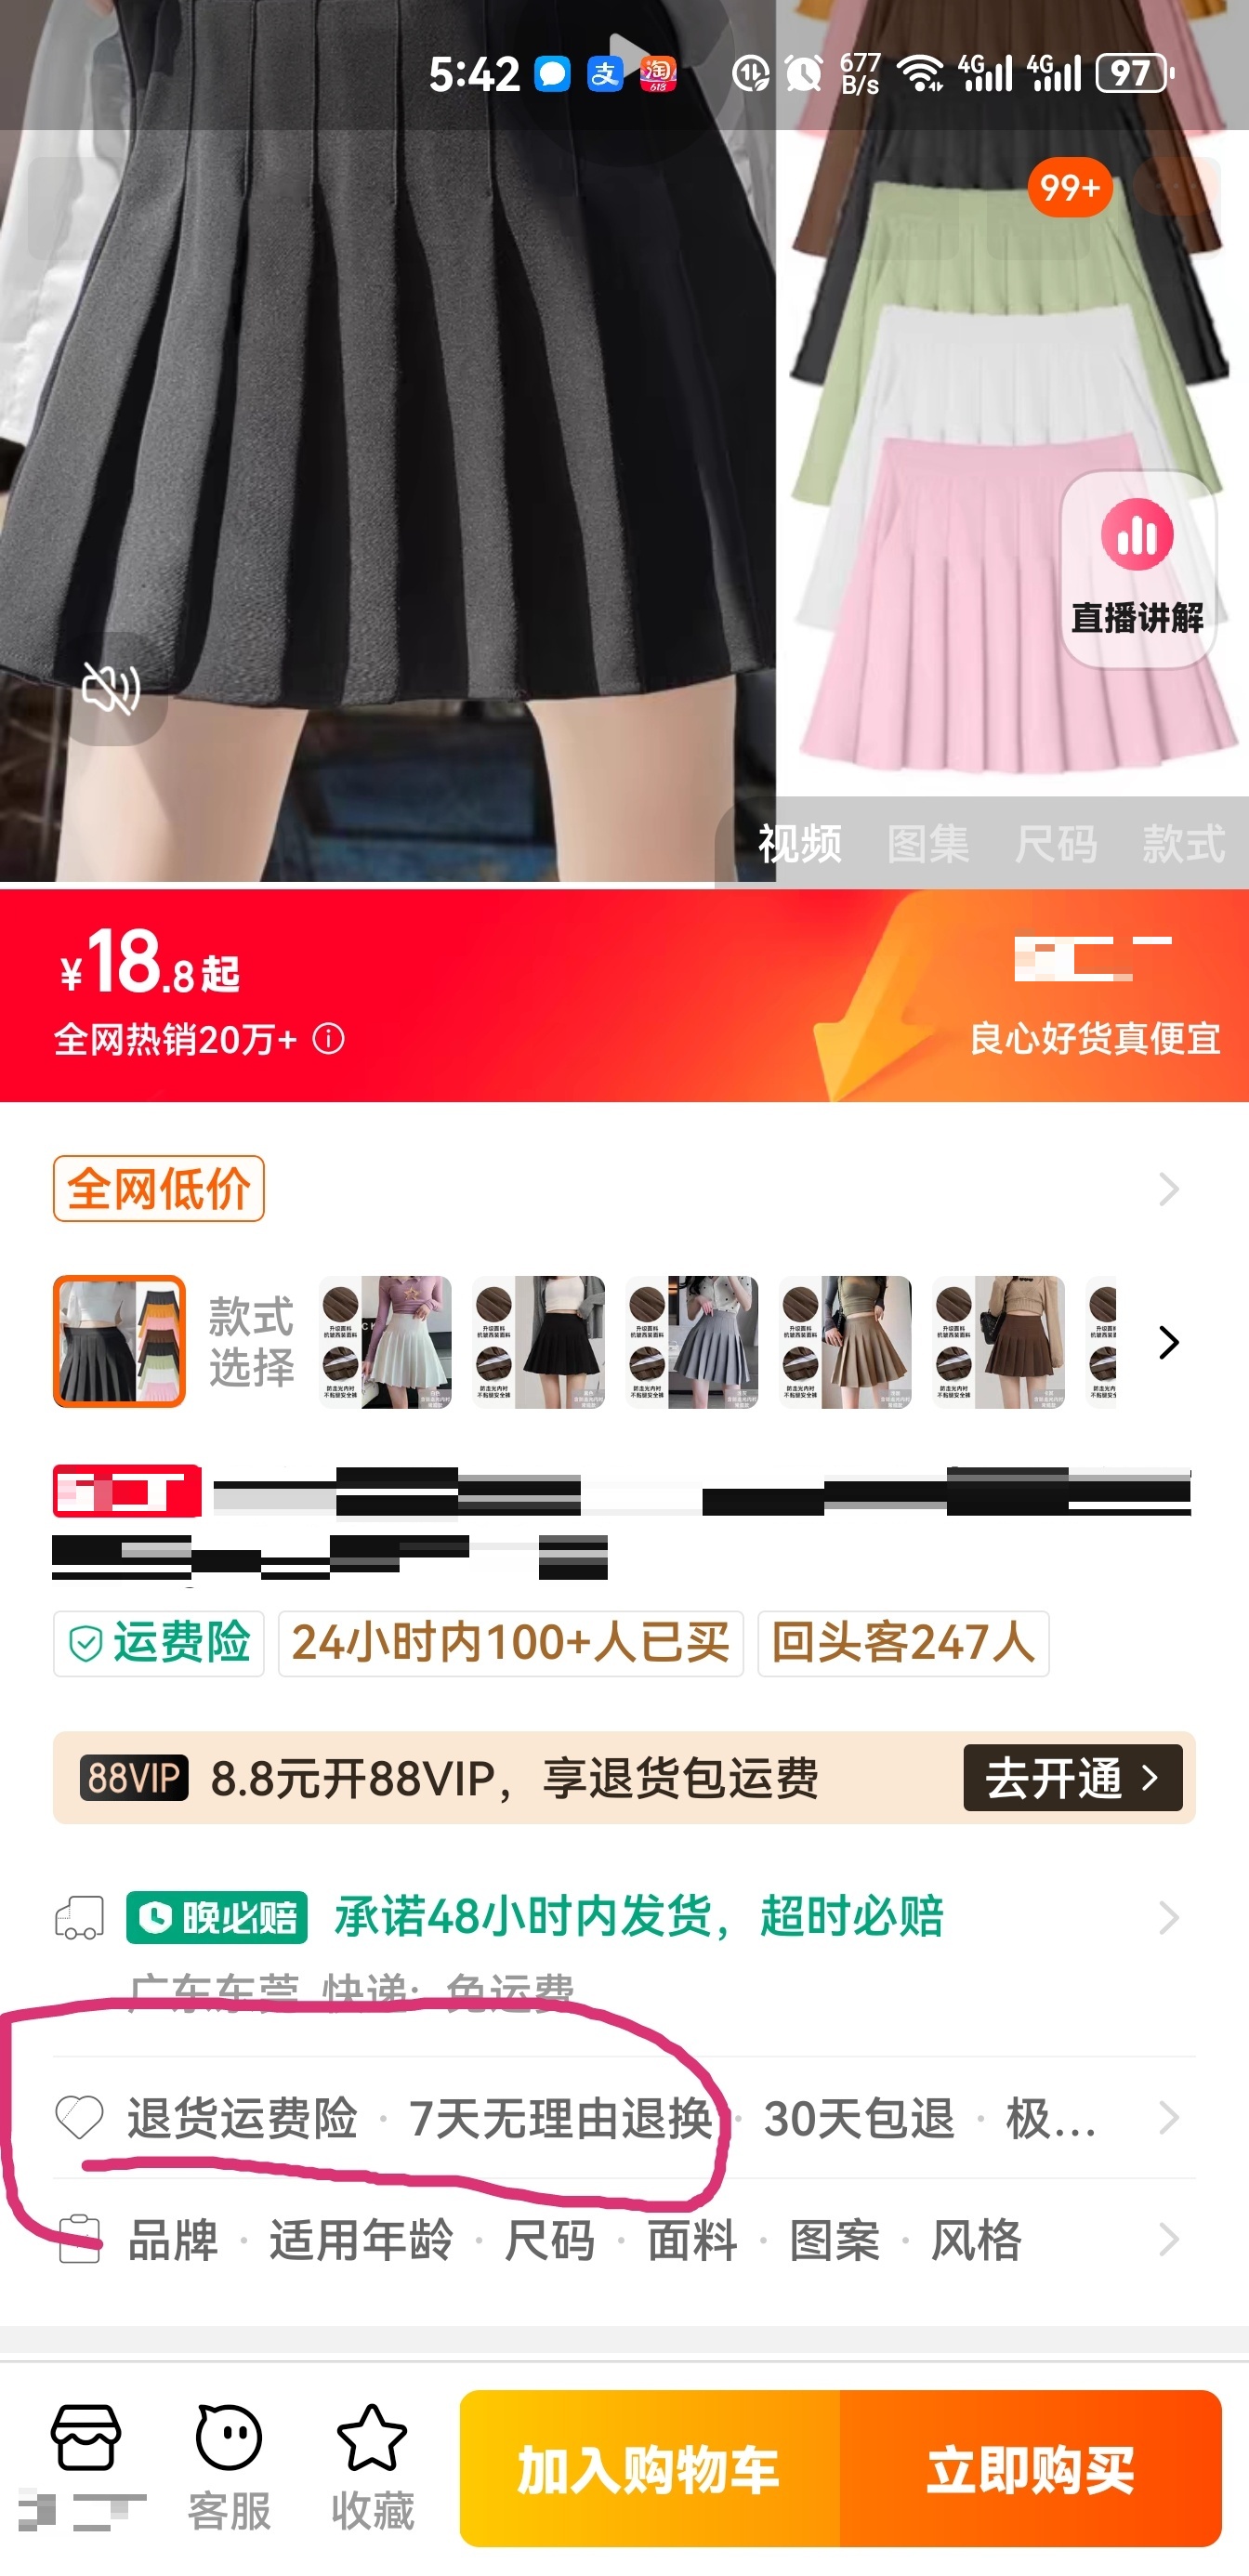 5:42 支 淘 618 677 B/s 4G 4G 97
99+
直播讲解
视频 图集 尺码 款式
¥18.8起
全网热销20万+
良心好货真便宜
全网低价
款式
选择
运费险 24小时内100+人已买 回头客247人
88VIP 8.8元开88VIP，享退货包运费 去开通
晚必赔 承诺48小时内发货，超时必赔
广东东莞 快递: 免运费
退货运费险 · 7天无理由退换 · 30天包退 · 极...
品牌 · 适用年龄 · 尺码 · 面料 · 图案 · 风格
客服 收藏 加入购物车 立即购买